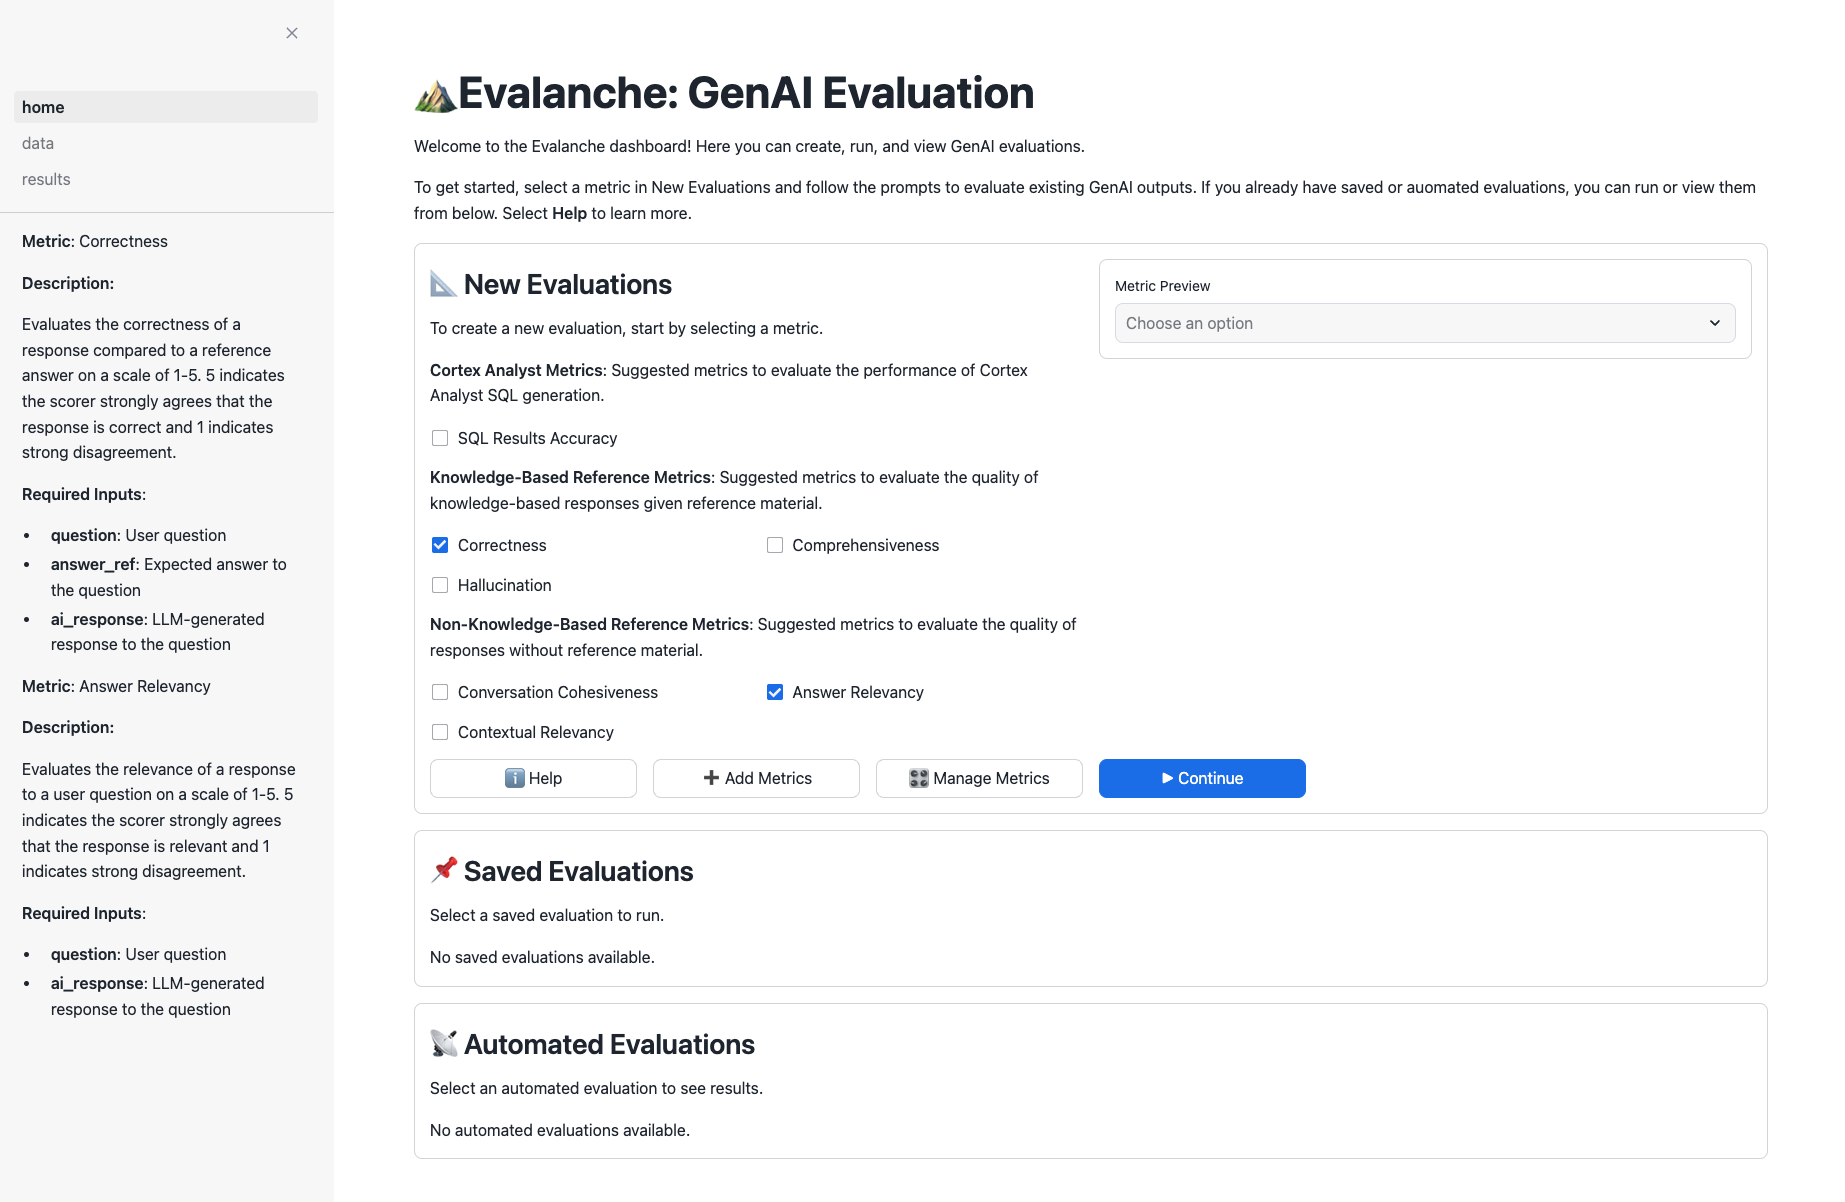 home
data
results
Metric: Correctness
Description:
Evaluates the correctness of a
response compared to a reference
answer on a scale of 1-5. 5 indicates
the scorer strongly agrees that the
response is correct and 1 indicates
strong disagreement.
Required Inputs:
• question: User question
• answer_ref: Expected answer to
the question
• ai_response: LLM-generated
response to the question
Metric: Answer Relevancy
Description:
Evaluates the relevance of a response
to a user question on a scale of 1-5. 5
indicates the scorer strongly agrees
that the response is relevant and 1
indicates strong disagreement.
Required Inputs:
• question: User question
• ai_response: LLM-generated
response to the question
Evalanche: GenAI Evaluation
Welcome to the Evalanche dashboard! Here you can create, run, and view GenAI evaluations.
To get started, select a metric in New Evaluations and follow the prompts to evaluate existing GenAI outputs. If you already have saved or auomated evaluations, you can run or view them
from below. Select Help to learn more.
New Evaluations
To create a new evaluation, start by selecting a metric.
Cortex Analyst Metrics: Suggested metrics to evaluate the performance of Cortex
Analyst SQL generation.
SQL Results Accuracy
Knowledge-Based Reference Metrics: Suggested metrics to evaluate the quality of
knowledge-based responses given reference material.
Correctness
Comprehensiveness
Hallucination
Non-Knowledge-Based Reference Metrics: Suggested metrics to evaluate the quality of
responses without reference material.
Conversation Cohesiveness
Answer Relevancy
Contextual Relevancy
Help
Add Metrics
Manage Metrics
Continue
Metric Preview
Choose an option
Saved Evaluations
Select a saved evaluation to run.
No saved evaluations available.
Automated Evaluations
Select an automated evaluation to see results.
No automated evaluations available.